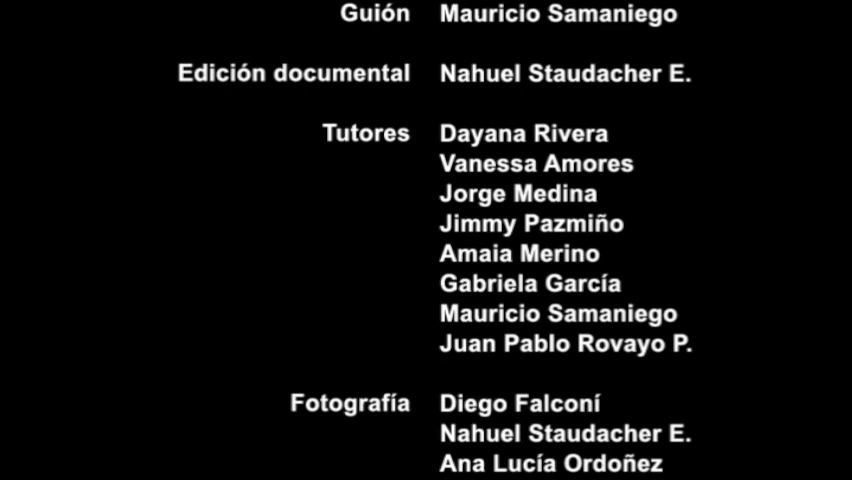 Guión Mauricio Samaniego
Edición documental Nahuel Staudacher E.
Tutores Dayana Rivera
Vanessa Amores
Jorge Medina
Jimmy Pazmiño
Amaia Merino
Gabriela García
Mauricio Samaniego
Juan Pablo Rovayo P.
Fotografía Diego Falconí
Nahuel Staudacher E.
Ana Lucía Ordoñez